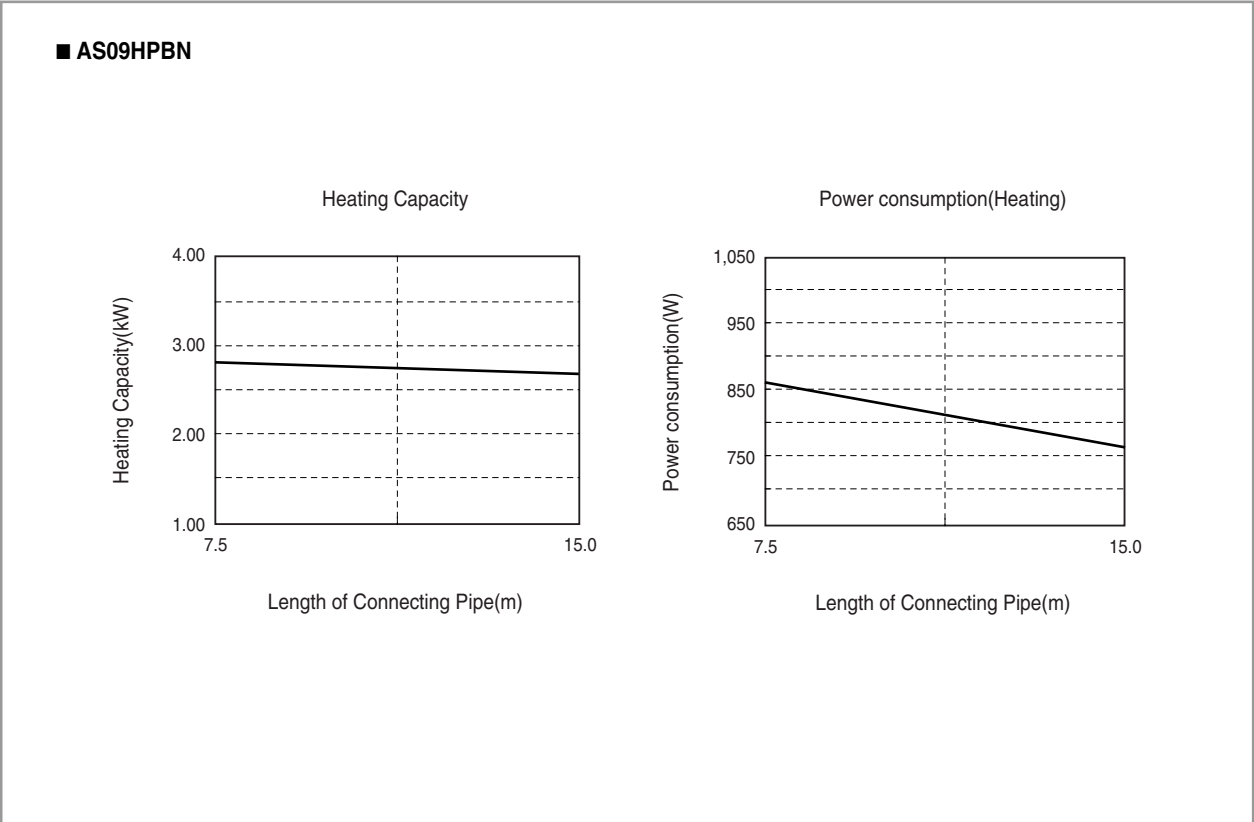 ■ AS09HPBN
Heating Capacity
Heating Capacity(kW)
4.00
3.00
2.00
1.00
7.5
15.0
Length of Connecting Pipe(m)
Power consumption(Heating)
Power consumption(W)
1,050
950
850
750
650
7.5
15.0
Length of Connecting Pipe(m)